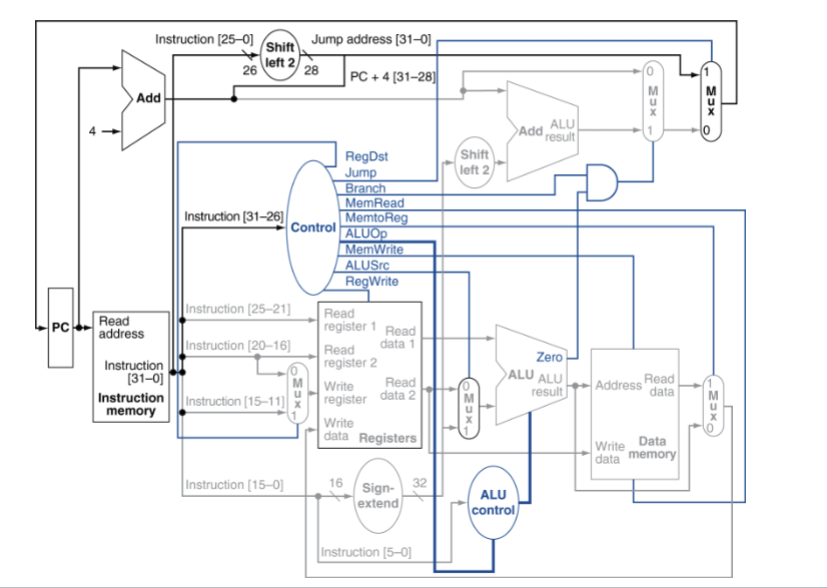 Instruction [25–0]
Shift
left 2
Jump address [31–0]
26
28
PC + 4 [31–28]
Add
4
0
M
u
x
1
1
M
u
x
0
Add
ALU
result
Shift
left 2
RegDst
Jump
Branch
MemRead
MemtoReg
ALUOp
MemWrite
ALUSrc
RegWrite
Instruction [31–26]
Control
PC
Read
address
Instruction
[31–0]
Instruction
memory
Instruction [25–21]
Instruction [20–16]
Instruction [15–11]
0
M
u
x
1
Read
register 1
Read
register 2
Write
register
Write
data
Read
data 1
Read
data 2
Registers
0
M
u
x
1
Zero
ALU
ALU
result
Address
Read
data
Write
data
Data
memory
1
M
u
x
0
Instruction [15–0]
16
Sign-
extend
32
ALU
control
Instruction [5–0]